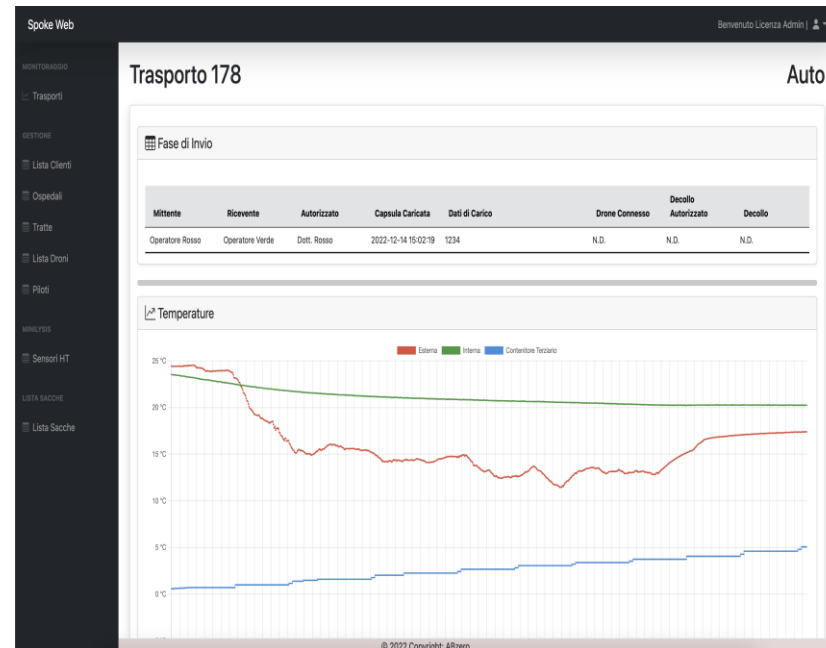 Spoke Web
Benvenuto Licenza Admin |
MONITORAGGIO
Trasporti
GESTIONE
Lista Clienti
Ospedali
Tratte
Lista Droni
Piloti
MINILYSIS
Sensori HT
LISTA SACCHE
Lista Sacche
Trasporto 178
Auto
Fase di Invio
Mittente Ricevente Autorizzato Capsula Caricata Dati di Carico Drone Connesso Decollo Autorizzato Decollo
Operatore Rosso Operatore Verde Dott. Rosso 2022-12-14 15:02:19 1234 N.D. N.D. N.D.
Temperature
Esterna Interna Contenitore Terziario
25 °C
20 °C
15 °C
10 °C
5 °C
0 °C
© 2022 Copyright: ABzero